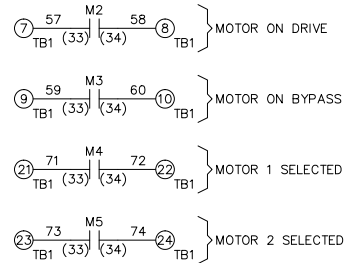 M2
7 57 58 8 MOTOR ON DRIVE
TB1 (33) (34) TB1
M3
9 59 60 10 MOTOR ON BYPASS
TB1 (33) (34) TB1
M4
21 71 72 22 MOTOR 1 SELECTED
TB1 (33) (34) TB1
M5
23 73 74 24 MOTOR 2 SELECTED
TB1 (33) (34) TB1